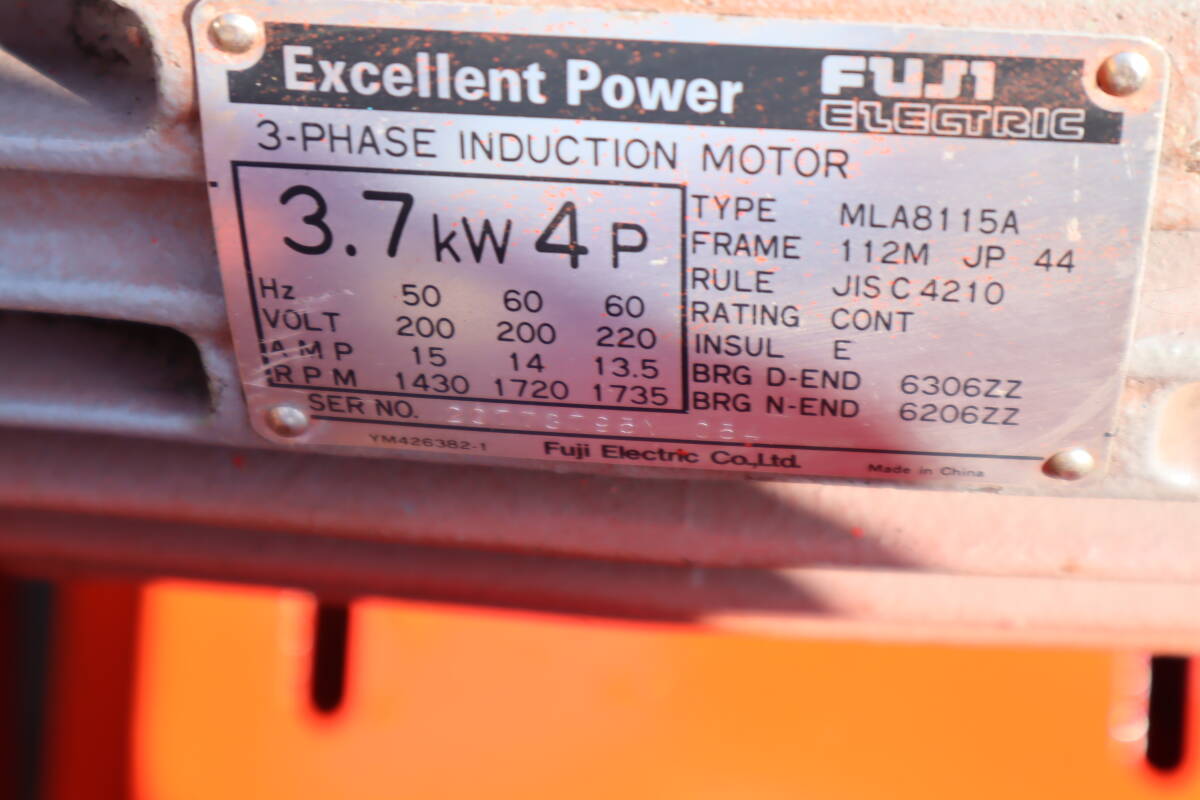 Excellent Power
FUJI
ELECTRIC
3-PHASE INDUCTION MOTOR
3.7 kW 4 P
Hz 50 60 60
VOLT 200 200 220
AMP 15 14 13.5
RPM 1430 1720 1735
TYPE MLA8115A
FRAME 112M JP 44
RULE JIS C 4210
RATING CONT
INSUL E
BRG D-END 6306ZZ
BRG N-END 6206ZZ
SER NO.
YM426382-1 Fuji Electric Co.,Ltd. Made in China